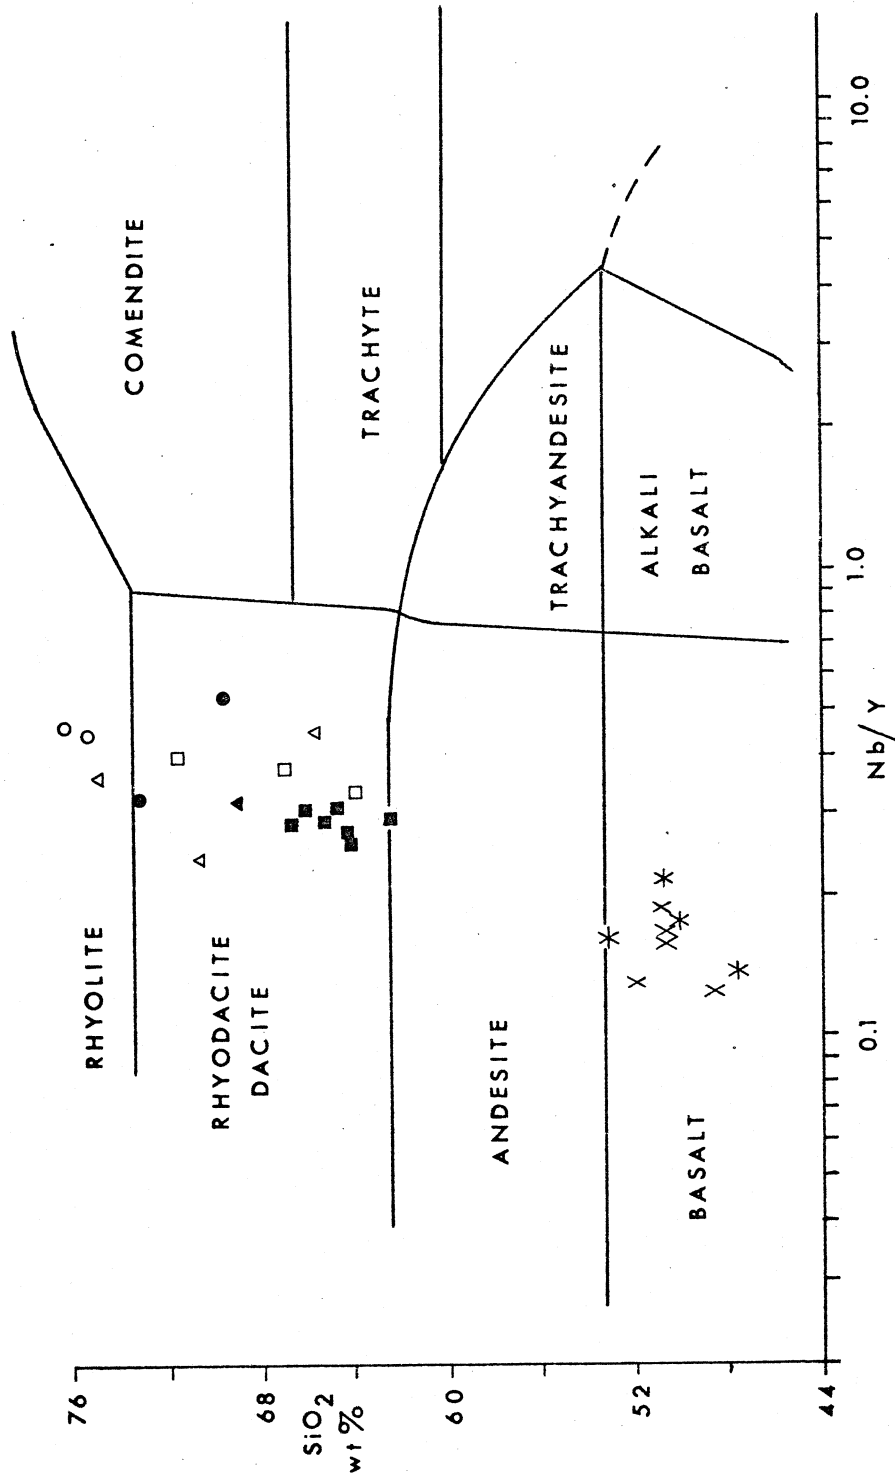 COMENDITE
TRACHYTE
TRACHYANDESITE
ALKALI
BASALT
RHYOLITE
RHYODACITE
DACITE
ANDESITE
BASALT
76
68
60
52
44
SiO2
wt %
0.1
1.0
10.0
Nb/Y